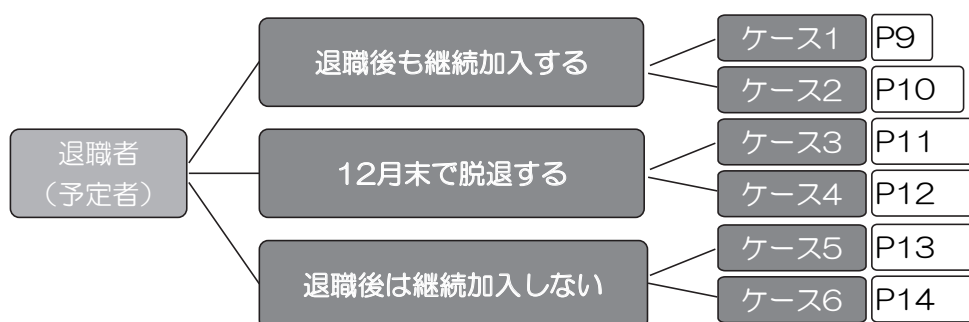 退職者
（予定者）
退職後も継続加入する
ケース1 P9
ケース2 P10
12月末で脱退する
ケース3 P11
ケース4 P12
退職後は継続加入しない
ケース5 P13
ケース6 P14